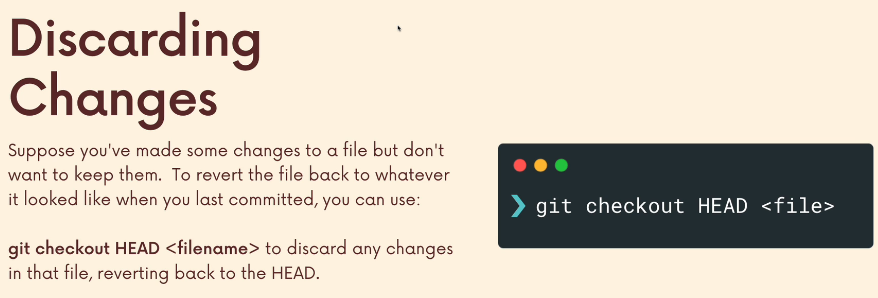 Discarding
Changes
Suppose you've made some changes to a file but don't
want to keep them.  To revert the file back to whatever
it looked like when you last committed, you can use:
git checkout HEAD <filename> to discard any changes
in that file, reverting back to the HEAD.
❯ git checkout HEAD <file>